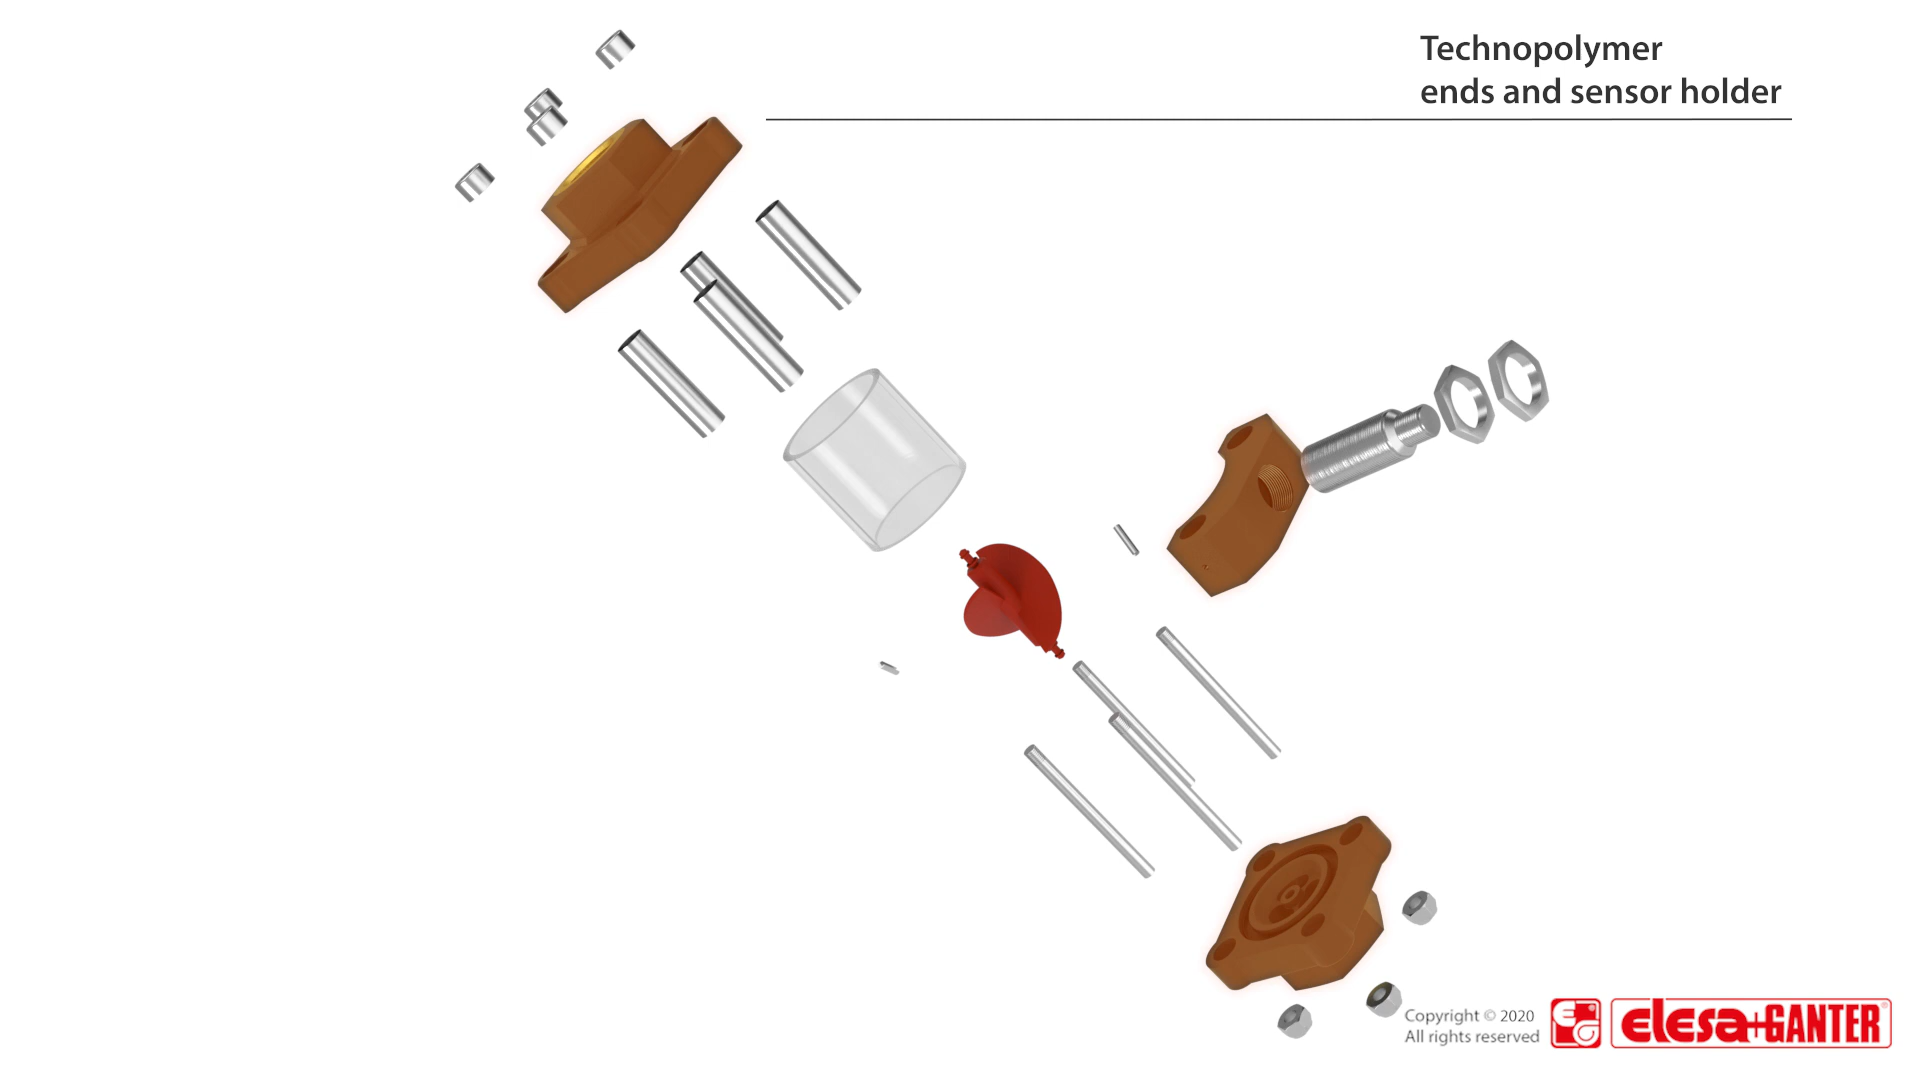 Technopolymer
ends and sensor holder
Copyright © 2020
All rights reserved
elesa+GANTER®